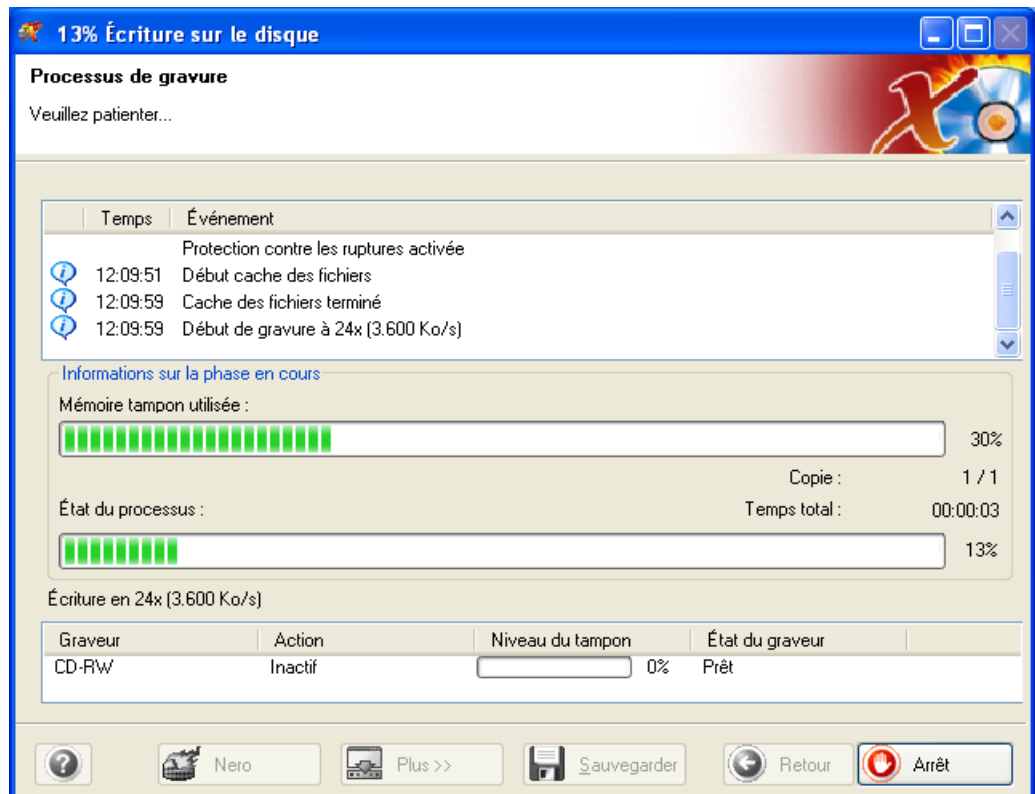 13% Écriture sur le disque
Processus de gravure
Veuillez patienter...
Temps Événement
Protection contre les ruptures activée
12:09:51 Début cache des fichiers
12:09:59 Cache des fichiers terminé
12:09:59 Début de gravure à 24x (3.600 Ko/s)
Informations sur la phase en cours
Mémoire tampon utilisée :
30%
Copie : 1 / 1
État du processus : Temps total : 00:00:03
13%
Écriture en 24x (3.600 Ko/s)
Graveur Action Niveau du tampon État du graveur
CD-RW Inactif 0% Prêt
? Nero Plus >> Sauvegarder Retour Arrêt